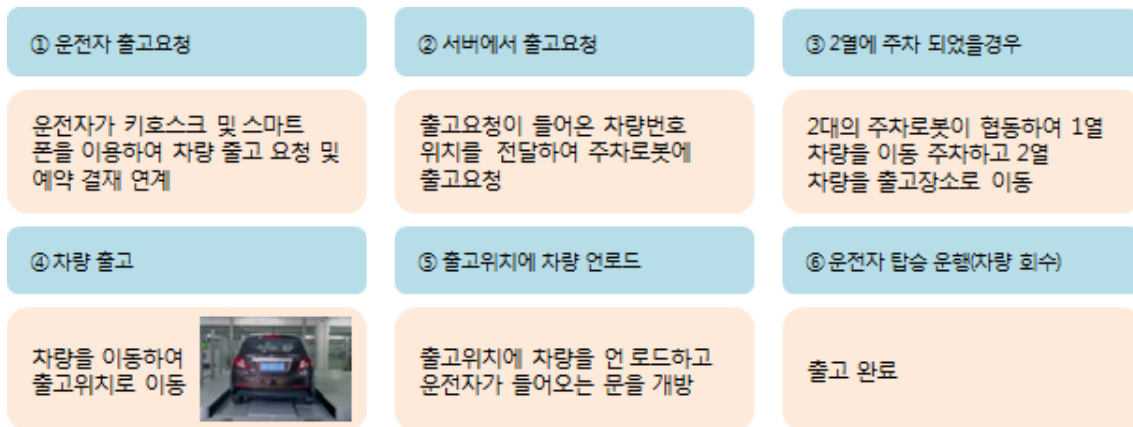 ① 운전자 출고요청
운전자가 키호스크 및 스마트
폰을 이용하여 차량 출고 요청 및
예약 결재 연계
② 서버에서 출고요청
출고요청이 들어온 차량번호
위치를 전달하여 주차로봇에
출고요청
③ 2열에 주차 되었을경우
2대의 주차로봇이 협동하여 1열
차량을 이동 주차하고 2열
차량을 출고장소로 이동
④ 차량 출고
차량을 이동하여
출고위치로 이동
⑤ 출고위치에 차량 언로드
출고위치에 차량을 언 로드하고
운전자가 들어오는 문을 개방
⑥ 운전자 탑승 운행(차량 회수)
출고 완료